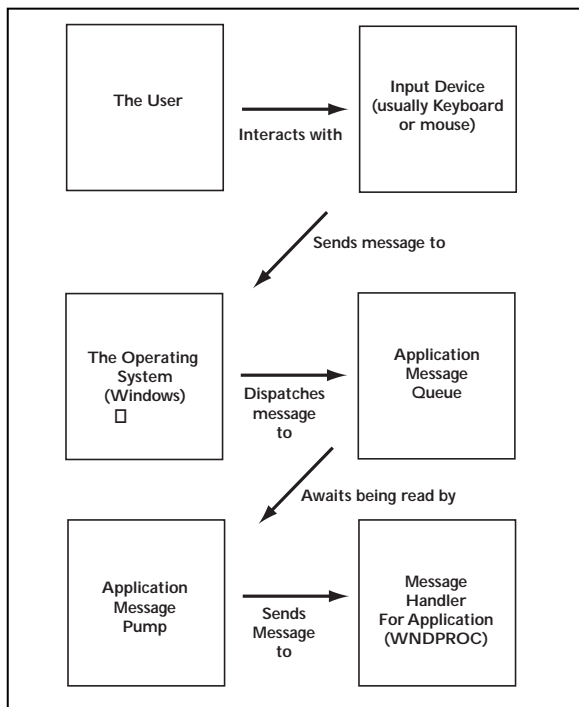 The User
Interacts with
Input Device
(usually Keyboard
or mouse)
Sends message to
The Operating
System
(Windows)
Dispatches
message
to
Application
Message
Queue
Awaits being read by
Application
Message
Pump
Sends
Message
to
Message
Handler
For Application
(WNDPROC)